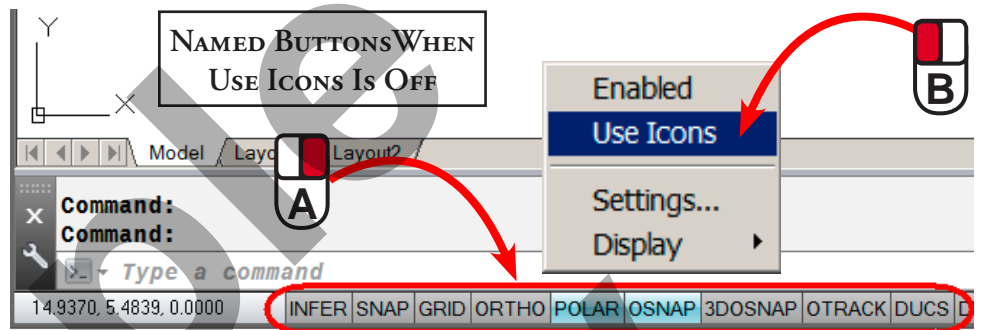 Y
NAMED BUTTONSWHEN
USE ICONS IS OFF
X
B
Enabled
Use Icons
Settings...
Display
Model Layo Layout2
A
Command:
Command:
Type a command
14.9370, 5.4839, 0.0000 INFER SNAP GRID ORTHO POLAR OSNAP 3DOSNAP OTRACK DUCS D